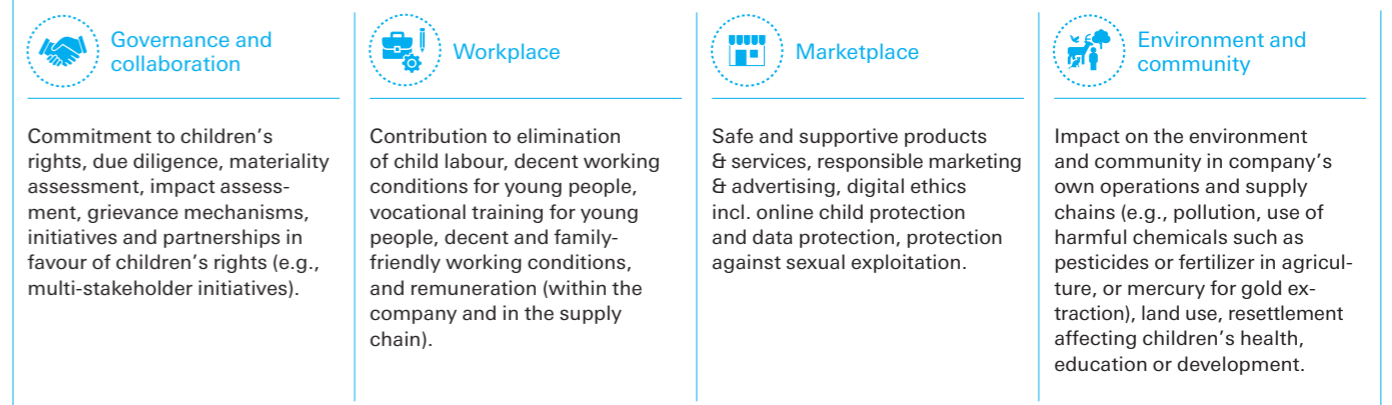 Governance and
collaboration
Commitment to children's
rights, due diligence, materiality
assessment, impact assess-
ment, grievance mechanisms,
initiatives and partnerships in
favour of children's rights (e.g.,
multi-stakeholder initiatives).
Workplace
Contribution to elimination
of child labour, decent working
conditions for young people,
vocational training for young
people, decent and family-
friendly working conditions,
and remuneration (within the
company and in the supply
chain).
Marketplace
Safe and supportive products
& services, responsible marketing
& advertising, digital ethics
incl. online child protection
and data protection, protection
against sexual exploitation.
Environment and
community
Impact on the environment
and community in company's
own operations and supply
chains (e.g., pollution, use of
harmful chemicals such as
pesticides or fertilizer in agricul-
ture, or mercury for gold ex-
traction), land use, resettlement
affecting children's health,
education or development.